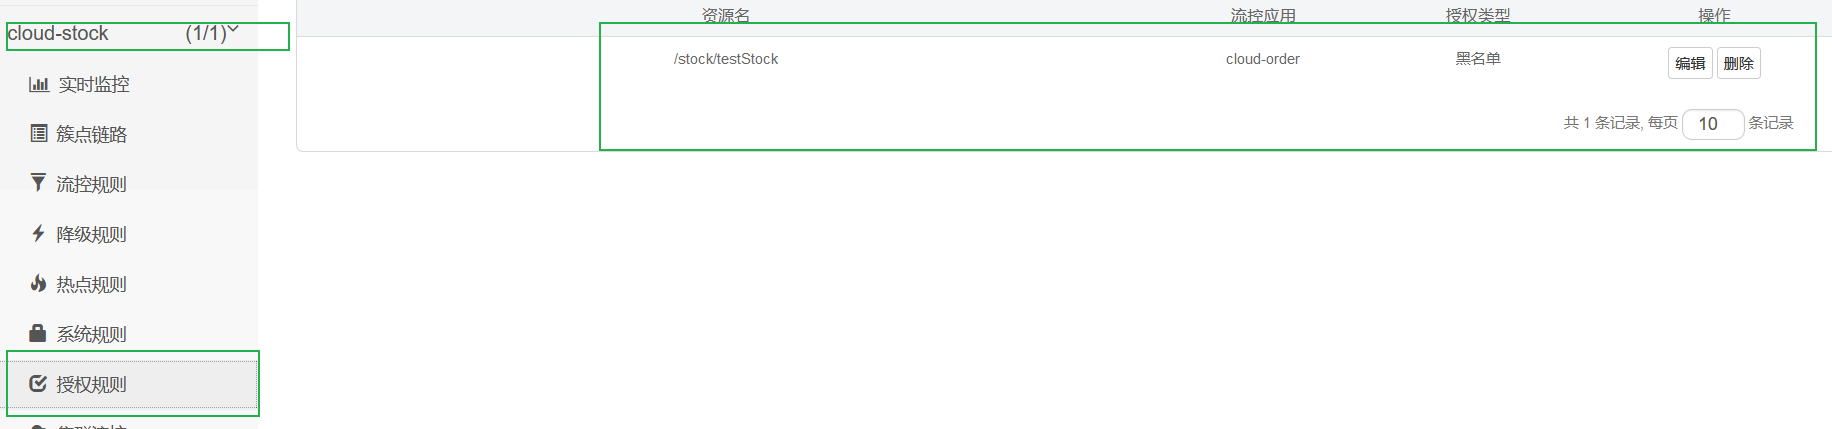 cloud-stock (1/1)
实时监控
簇点链路
流控规则
降级规则
热点规则
系统规则
授权规则
资源名 流控应用 授权类型 操作
/stock/testStock cloud-order 黑名单 编辑 删除
共 1 条记录, 每页 10 条记录